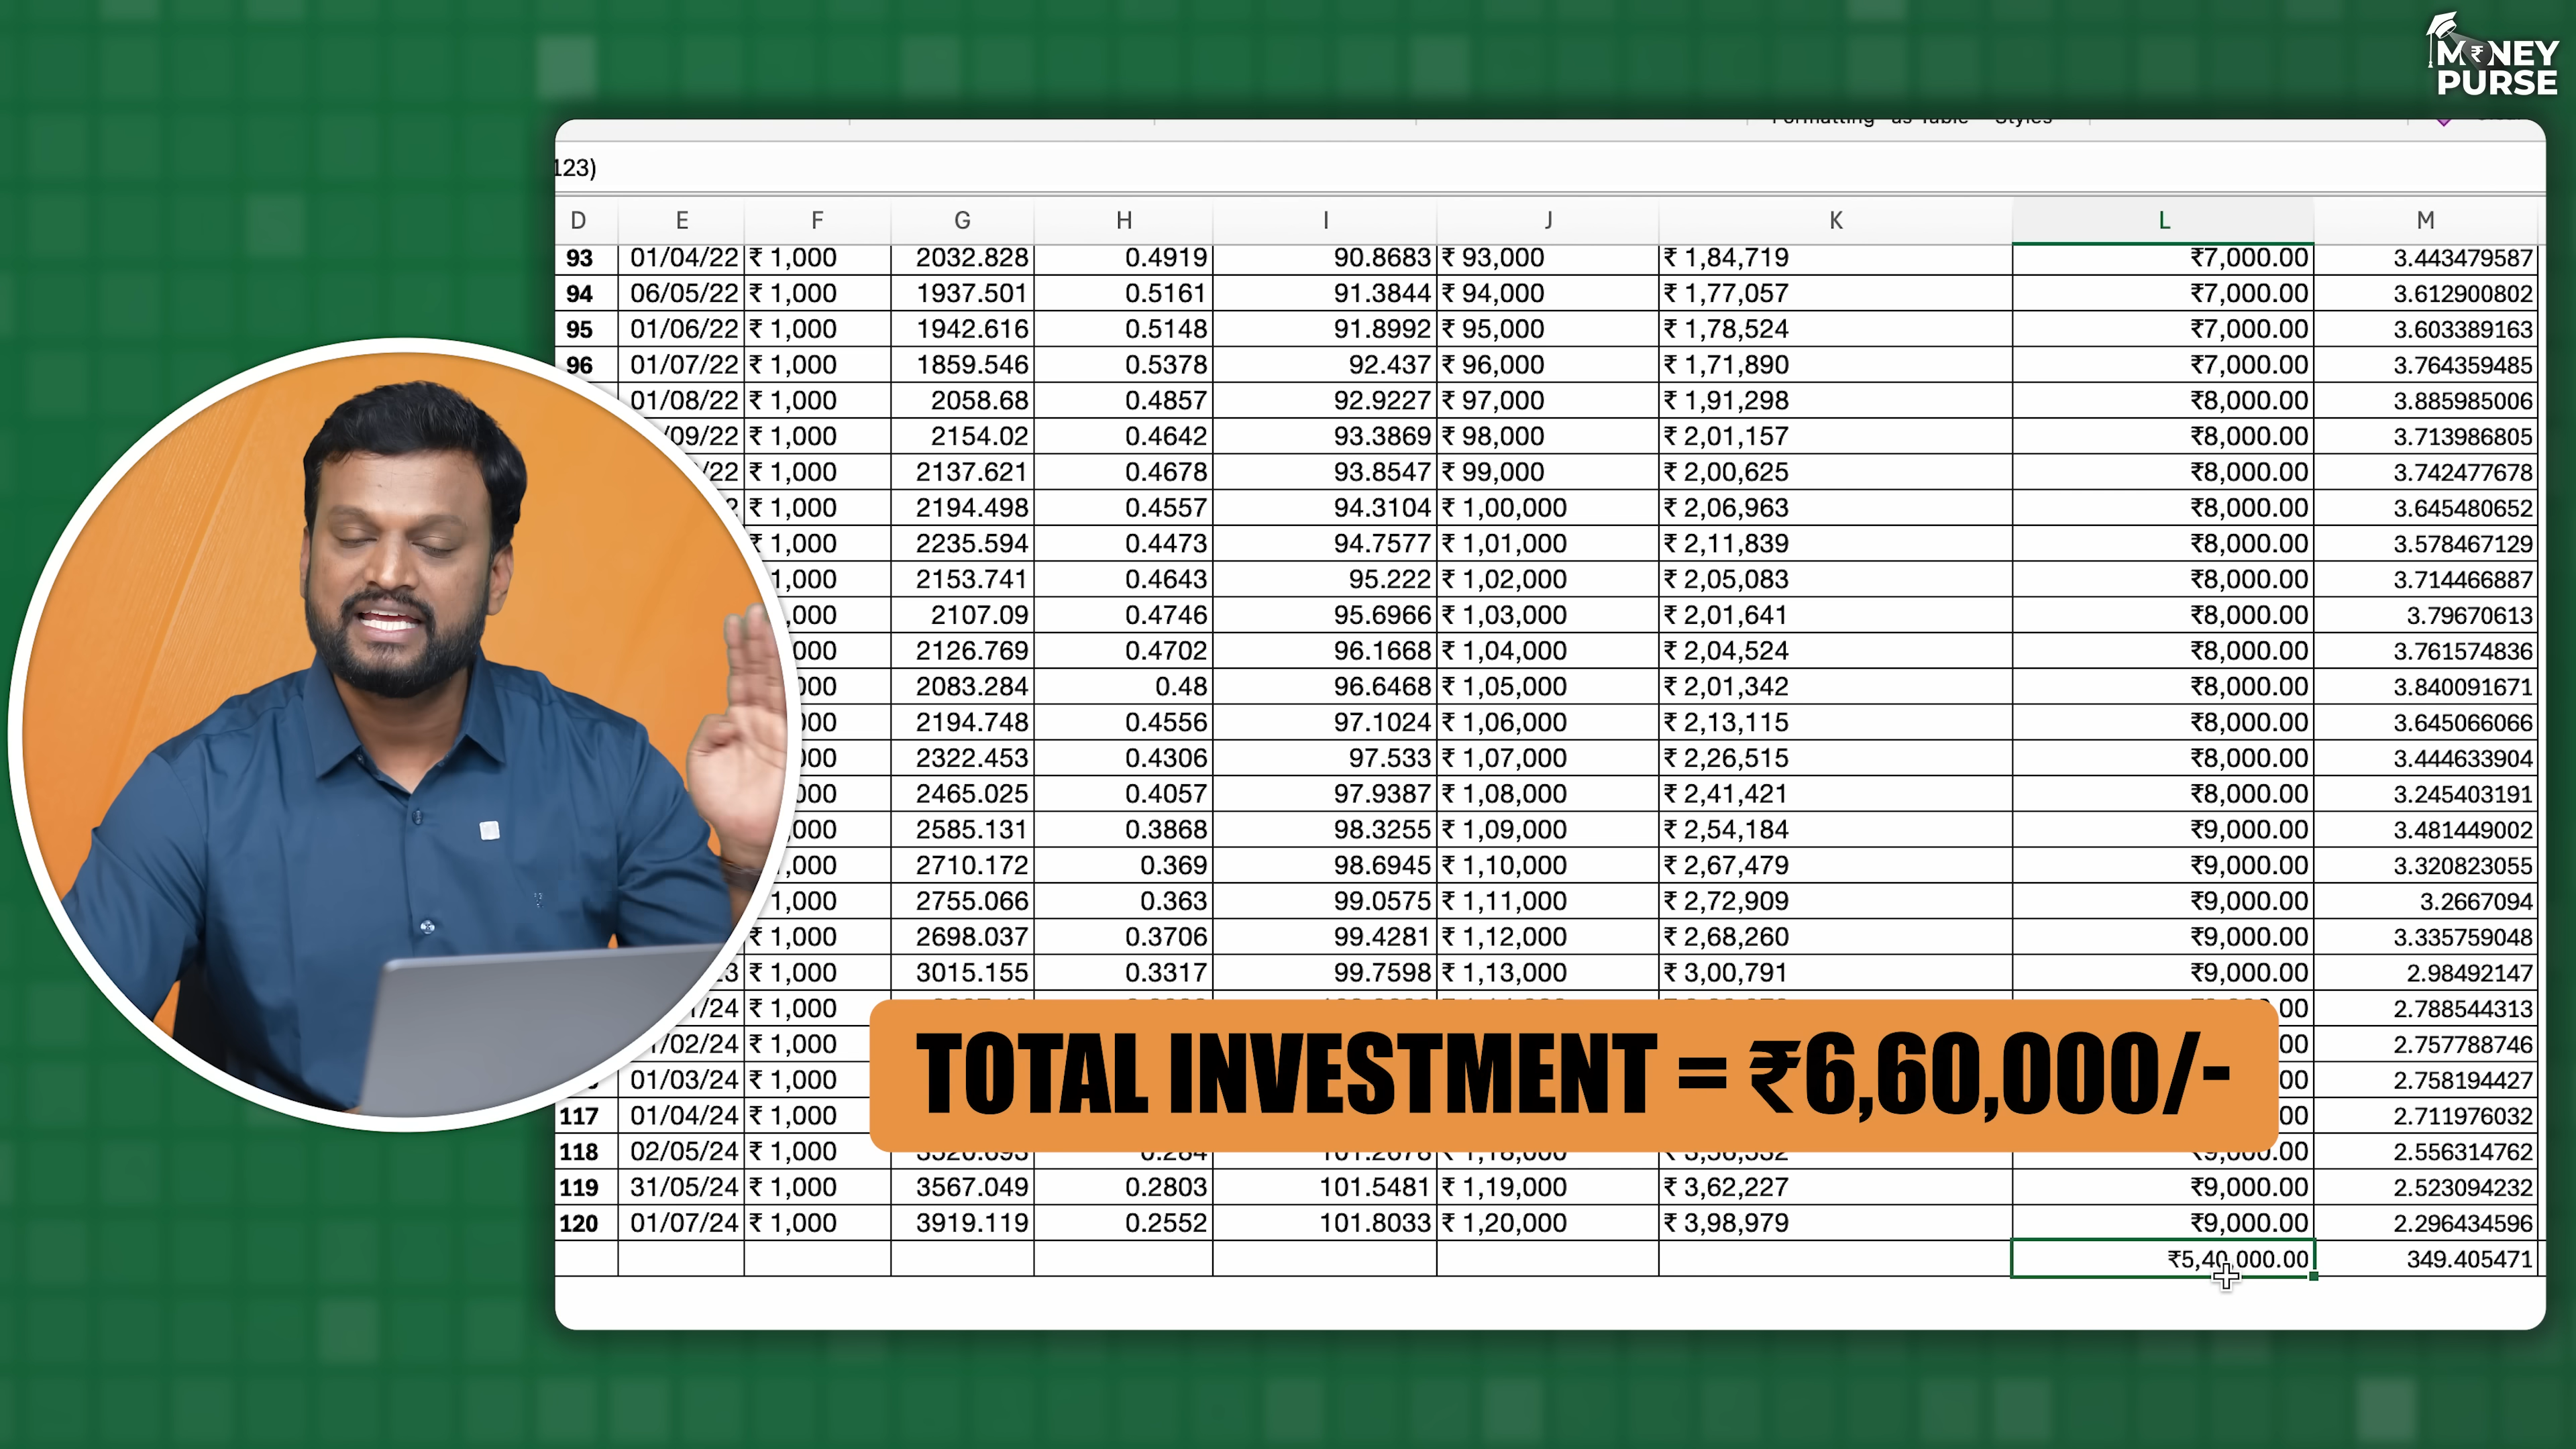 MONEY
PURSE
123)
D E F G H I J K L M
93 01/04/22 ₹ 1,000 2032.828 0.4919 90.8683 ₹ 93,000 ₹ 1,84,719 ₹7,000.00 3.443479587
94 06/05/22 ₹ 1,000 1937.501 0.5161 91.3844 ₹ 94,000 ₹ 1,77,057 ₹7,000.00 3.612900802
95 01/06/22 ₹ 1,000 1942.616 0.5148 91.8992 ₹ 95,000 ₹ 1,78,524 ₹7,000.00 3.603389163
96 01/07/22 ₹ 1,000 1859.546 0.5378 92.437 ₹ 96,000 ₹ 1,71,890 ₹7,000.00 3.764359485
01/08/22 ₹ 1,000 2058.68 0.4857 92.9227 ₹ 97,000 ₹ 1,91,298 ₹8,000.00 3.885985006
/09/22 ₹ 1,000 2154.02 0.4642 93.3869 ₹ 98,000 ₹ 2,01,157 ₹8,000.00 3.713986805
/22 ₹ 1,000 2137.621 0.4678 93.8547 ₹ 99,000 ₹ 2,00,625 ₹8,000.00 3.742477678
₹ 1,000 2194.498 0.4557 94.3104 ₹ 1,00,000 ₹ 2,06,963 ₹8,000.00 3.645480652
₹ 1,000 2235.594 0.4473 94.7577 ₹ 1,01,000 ₹ 2,11,839 ₹8,000.00 3.578467129
1,000 2153.741 0.4643 95.222 ₹ 1,02,000 ₹ 2,05,083 ₹8,000.00 3.714466887
,000 2107.09 0.4746 95.6966 ₹ 1,03,000 ₹ 2,01,641 ₹8,000.00 3.79670613
000 2126.769 0.4702 96.1668 ₹ 1,04,000 ₹ 2,04,524 ₹8,000.00 3.761574836
000 2083.284 0.48 96.6468 ₹ 1,05,000 ₹ 2,01,342 ₹8,000.00 3.840091671
000 2194.748 0.4556 97.1024 ₹ 1,06,000 ₹ 2,13,115 ₹8,000.00 3.645066066
000 2322.453 0.4306 97.533 ₹ 1,07,000 ₹ 2,26,515 ₹8,000.00 3.444633904
000 2465.025 0.4057 97.9387 ₹ 1,08,000 ₹ 2,41,421 ₹8,000.00 3.245403191
000 2585.131 0.3868 98.3255 ₹ 1,09,000 ₹ 2,54,184 ₹9,000.00 3.481449002
,000 2710.172 0.369 98.6945 ₹ 1,10,000 ₹ 2,67,479 ₹9,000.00 3.320823055
1,000 2755.066 0.363 99.0575 ₹ 1,11,000 ₹ 2,72,909 ₹9,000.00 3.2667094
₹ 1,000 2698.037 0.3706 99.4281 ₹ 1,12,000 ₹ 2,68,260 ₹9,000.00 3.335759048
3 ₹ 1,000 3015.155 0.3317 99.7598 ₹ 1,13,000 ₹ 3,00,791 ₹9,000.00 2.98492147
/24 ₹ 1,000 00 2.788544313
/02/24 ₹ 1,000 00 2.757788746
01/03/24 ₹ 1,000 00 2.758194427
117 01/04/24 ₹ 1,000 00 2.711976032
TOTAL INVESTMENT = ₹6,60,000/-
118 02/05/24 ₹ 1,000 2.556314762
119 31/05/24 ₹ 1,000 3567.049 0.2803 101.5481 ₹ 1,19,000 ₹ 3,62,227 ₹9,000.00 2.523094232
120 01/07/24 ₹ 1,000 3919.119 0.2552 101.8033 ₹ 1,20,000 ₹ 3,98,979 ₹9,000.00 2.296434596
₹5,40,000.00 349.405471